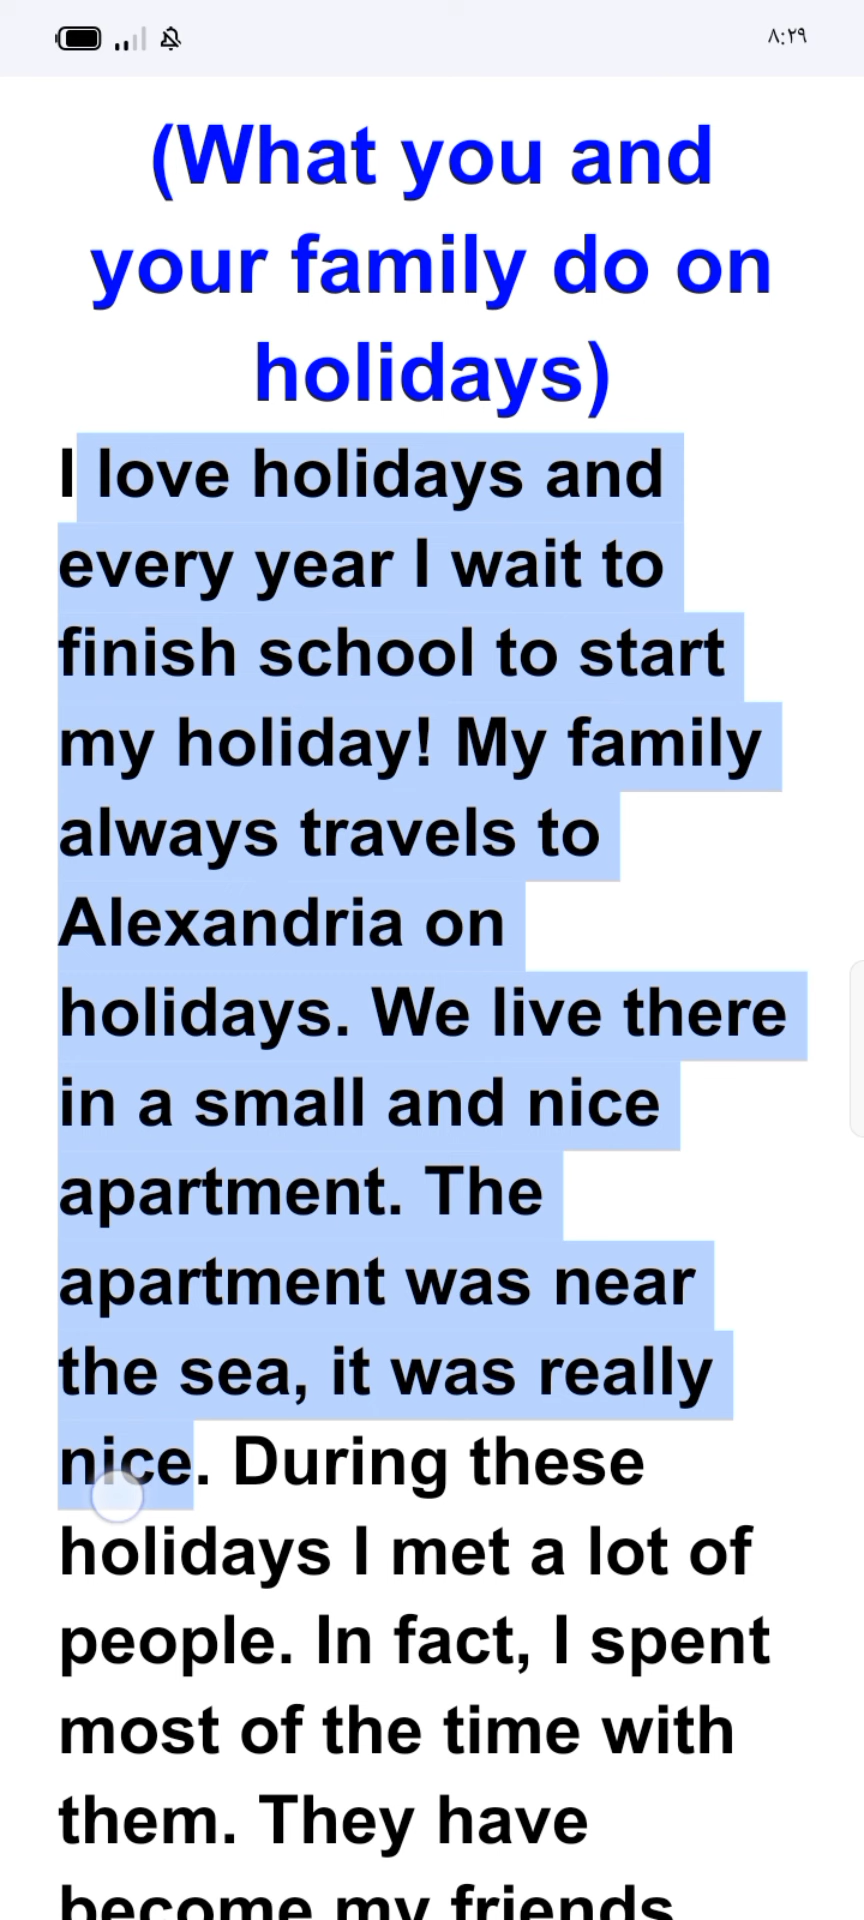 ٨:٢٩
(What you and
your family do on
holidays)
I love holidays and
every year I wait to
finish school to start
my holiday! My family
always travels to
Alexandria on
holidays. We live there
in a small and nice
apartment. The
apartment was near
the sea, it was really
nice. During these
holidays I met a lot of
people. In fact, I spent
most of the time with
them. They have
become my friends